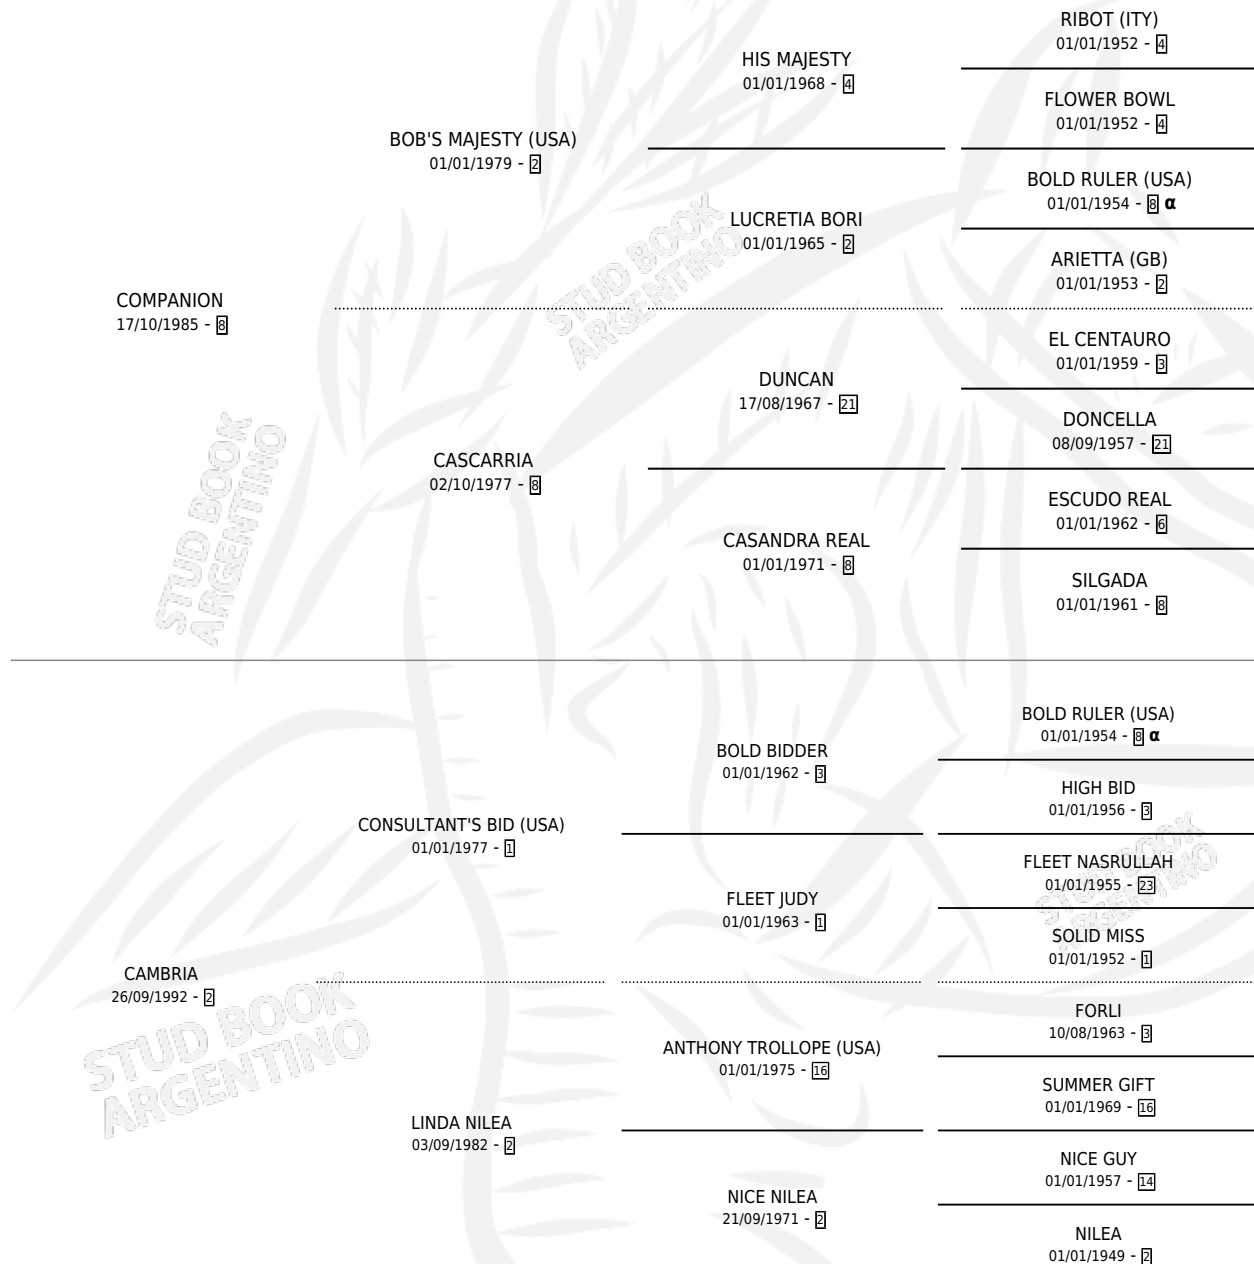 RIBOT (ITY)
01/01/1952 - 4
HIS MAJESTY
01/01/1968 - 4
FLOWER BOWL
01/01/1952 - 4
BOB'S MAJESTY (USA)
01/01/1979 - 2
BOLD RULER (USA)
01/01/1954 - 8 α
LUCRETIA BORI
01/01/1965 - 2
ARIETTA (GB)
01/01/1953 - 2
STUD BOOK
ARGENTINO
COMPANION
17/10/1985 - 8
EL CENTAURO
01/01/1959 - 3
DUNCAN
17/08/1967 - 21
DONCELLA
08/09/1957 - 21
CASCARRIA
02/10/1977 - 8
STUD BOOK
ARGENTINO
ESCUDO REAL
01/01/1962 - 6
CASANDRA REAL
01/01/1971 - 8
SILGADA
01/01/1961 - 8
BOLD RULER (USA)
01/01/1954 - 8 α
BOLD BIDDER
01/01/1962 - 3
HIGH BID
01/01/1956 - 3
CONSULTANT'S BID (USA)
01/01/1977 - 1
FLEET NASRULLAH
01/01/1955 - 23
STUD BOOK
ARGENTINO
FLEET JUDY
01/01/1963 - 1
SOLID MISS
01/01/1952 - 1
CAMBRIA
26/09/1992 - 2
STUD BOOK
ARGENTINO
FORLI
10/08/1963 - 3
ANTHONY TROLLOPE (USA)
01/01/1975 - 16
SUMMER GIFT
01/01/1969 - 16
LINDA NILEA
03/09/1982 - 2
NICE GUY
01/01/1957 - 14
NICE NILEA
21/09/1971 - 2
NILEA
01/01/1949 - 2